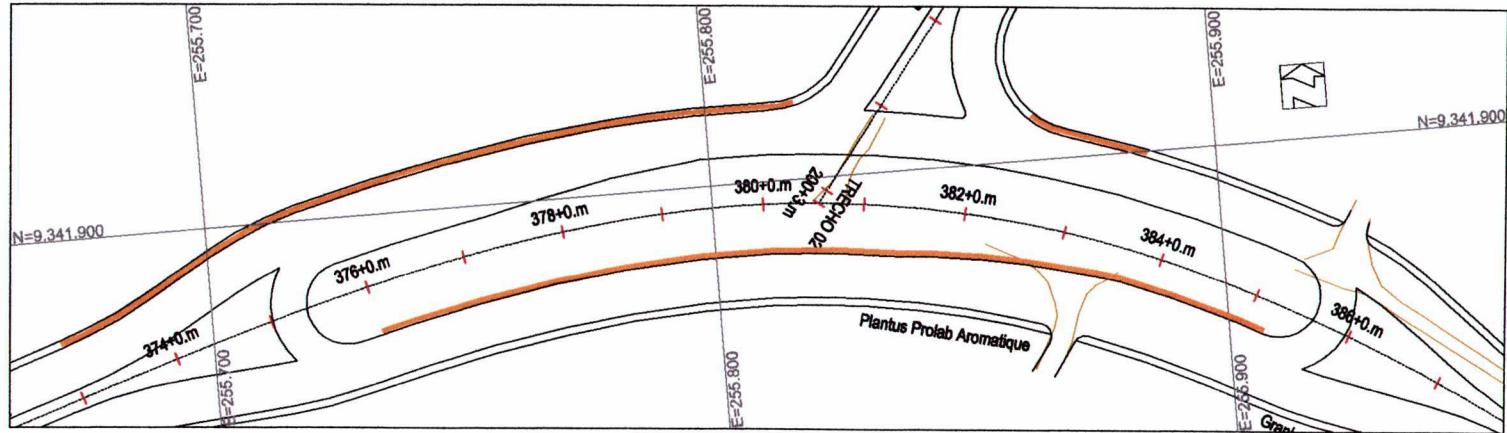 E=255.700
E=255.800
E=255.900
N=9.341.900
N=9.341.900
380+0.m
200+3.m
TRECHO 02
382+0.m
378+0.m
384+0.m
376+0.m
374+0.m
386+0.m
Plantus Prolab Aromatique
E=255.700
E=255.800
E=255.900